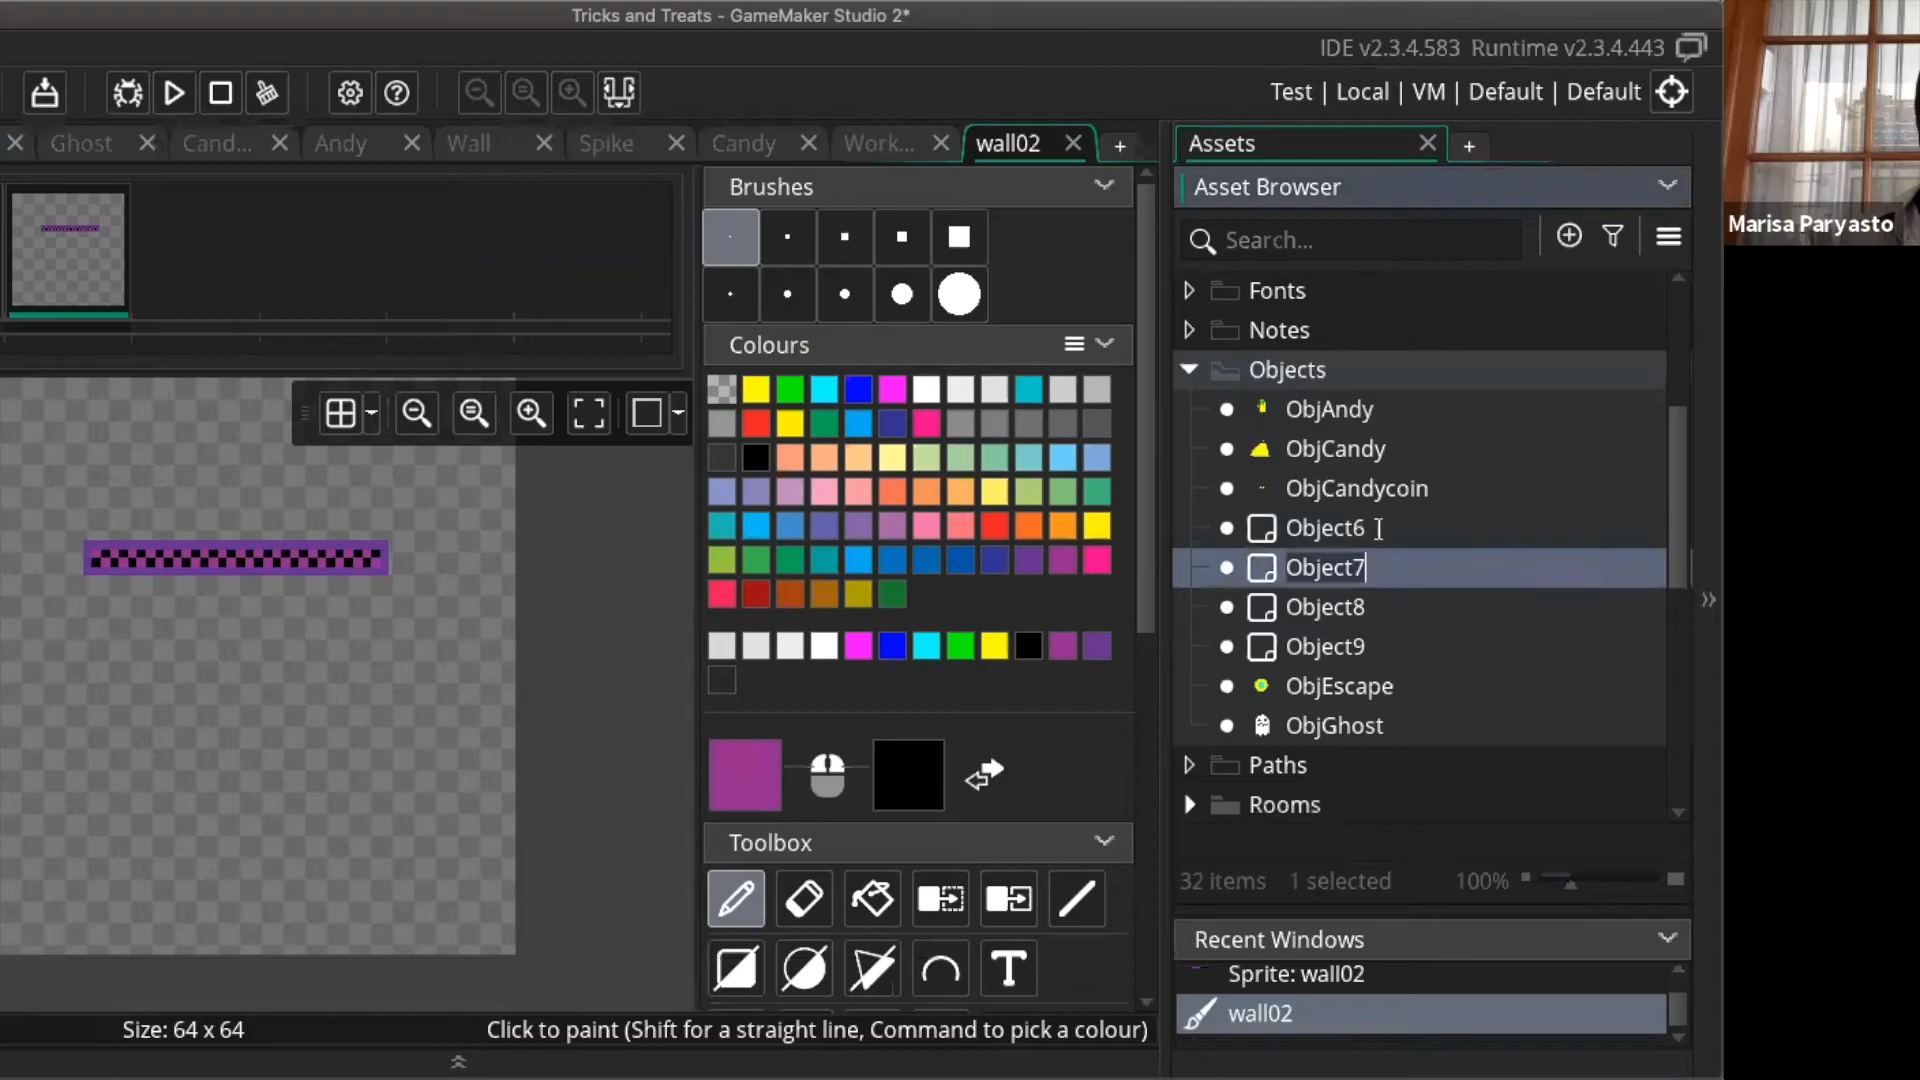 Tricks and Treats - GameMaker Studio 2*
IDE v2.3.4.583 Runtime v2.3.4.443
Test | Local | VM | Default | Default
Ghost
Cand...
Andy
Wall
Spike
Candy
Work...
wall02
Assets
Brushes
Asset Browser
Marisa Paryasto
Search...
Fonts
Notes
Colours
Objects
ObjAndy
ObjCandy
ObjCandycoin
Object6
Object7
Object8
Object9
ObjEscape
ObjGhost
Paths
Rooms
Toolbox
32 items 1 selected 100%
Recent Windows
Sprite: wall02
wall02
Size: 64 x 64
Click to paint (Shift for a straight line, Command to pick a colour)